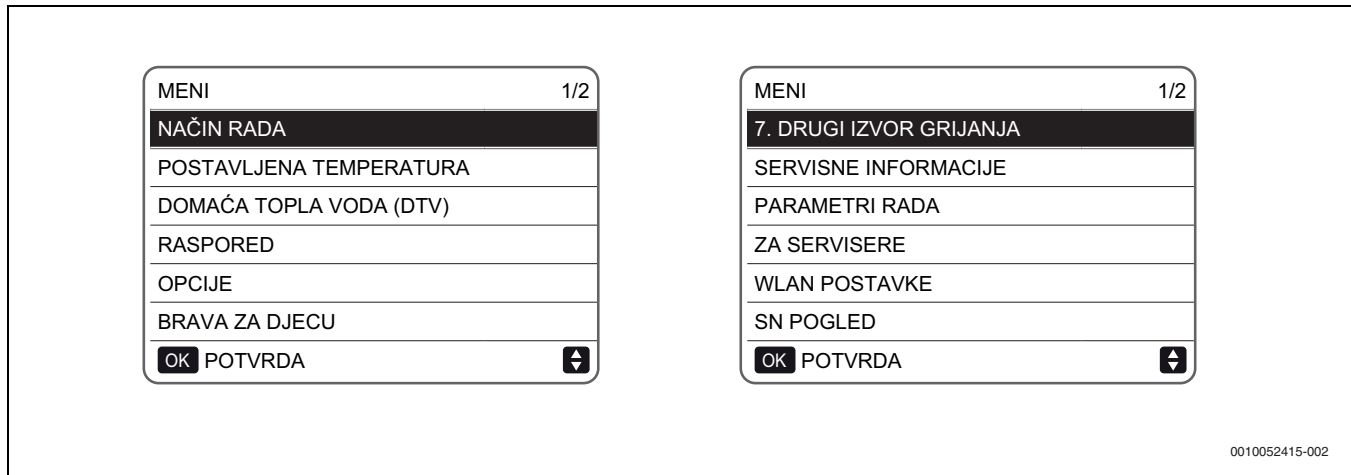 MENI 1/2
NAČIN RADA
POSTAVLJENA TEMPERATURA
DOMAĆA TOPLA VODA (DTV)
RASPORED
OPCIJE
BRAVA ZA DJECU
OK POTVRDA
MENI 1/2
7. DRUGI IZVOR GRIJANJA
SERVISNE INFORMACIJE
PARAMETRI RADA
ZA SERVISERE
WLAN POSTAVKE
SN POGLED
OK POTVRDA
0010052415-002